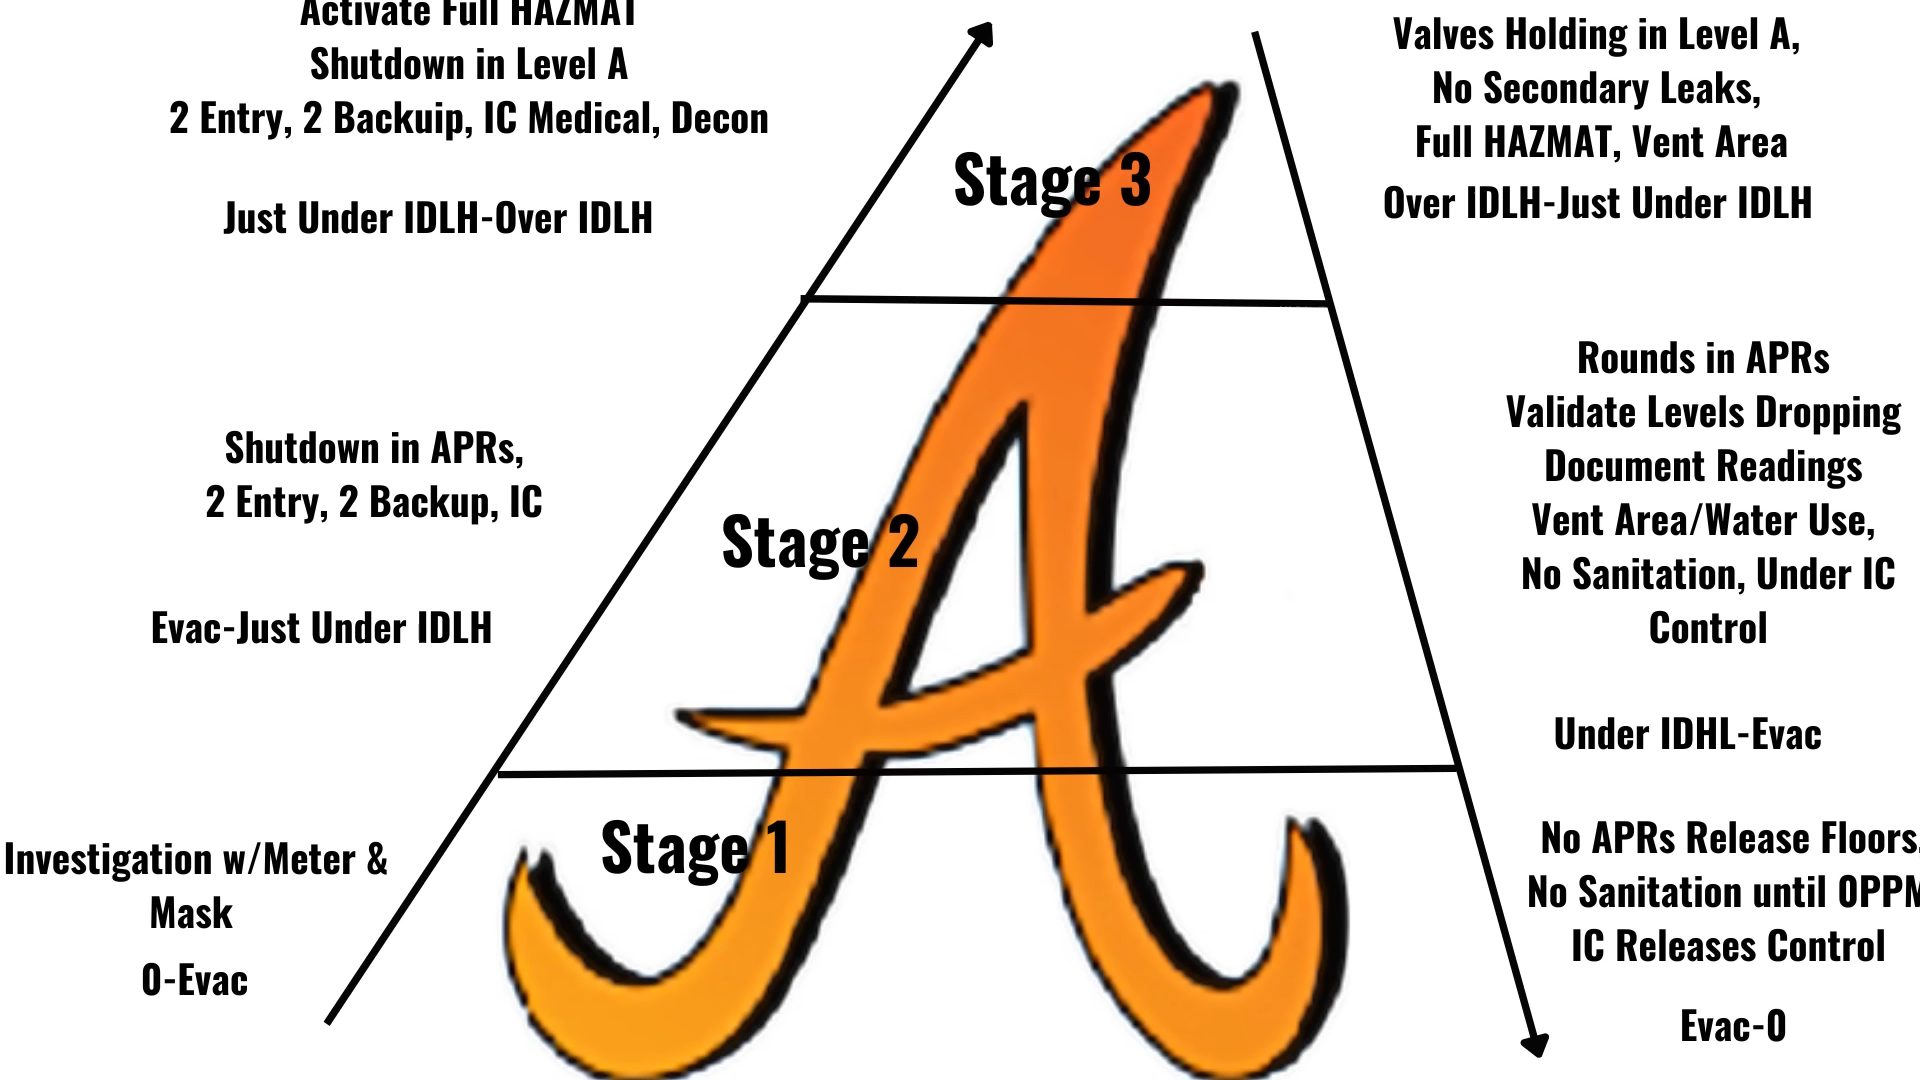 Activate Full HAZMAT
Shutdown in Level A
2 Entry, 2 Backuip, IC Medical, Decon
Just Under IDLH-Over IDLH
Shutdown in APRs,
2 Entry, 2 Backup, IC
Evac-Just Under IDLH
Investigation w/Meter &
Mask
0-Evac
Stage 3
Stage 2
Stage 1
Valves Holding in Level A,
No Secondary Leaks,
Full HAZMAT, Vent Area
Over IDLH-Just Under IDLH
Rounds in APRs
Validate Levels Dropping
Document Readings
Vent Area/Water Use,
No Sanitation, Under IC
Control
Under IDHL-Evac
No APRs Release Floors,
No Sanitation until 0PPM
IC Releases Control
Evac-0